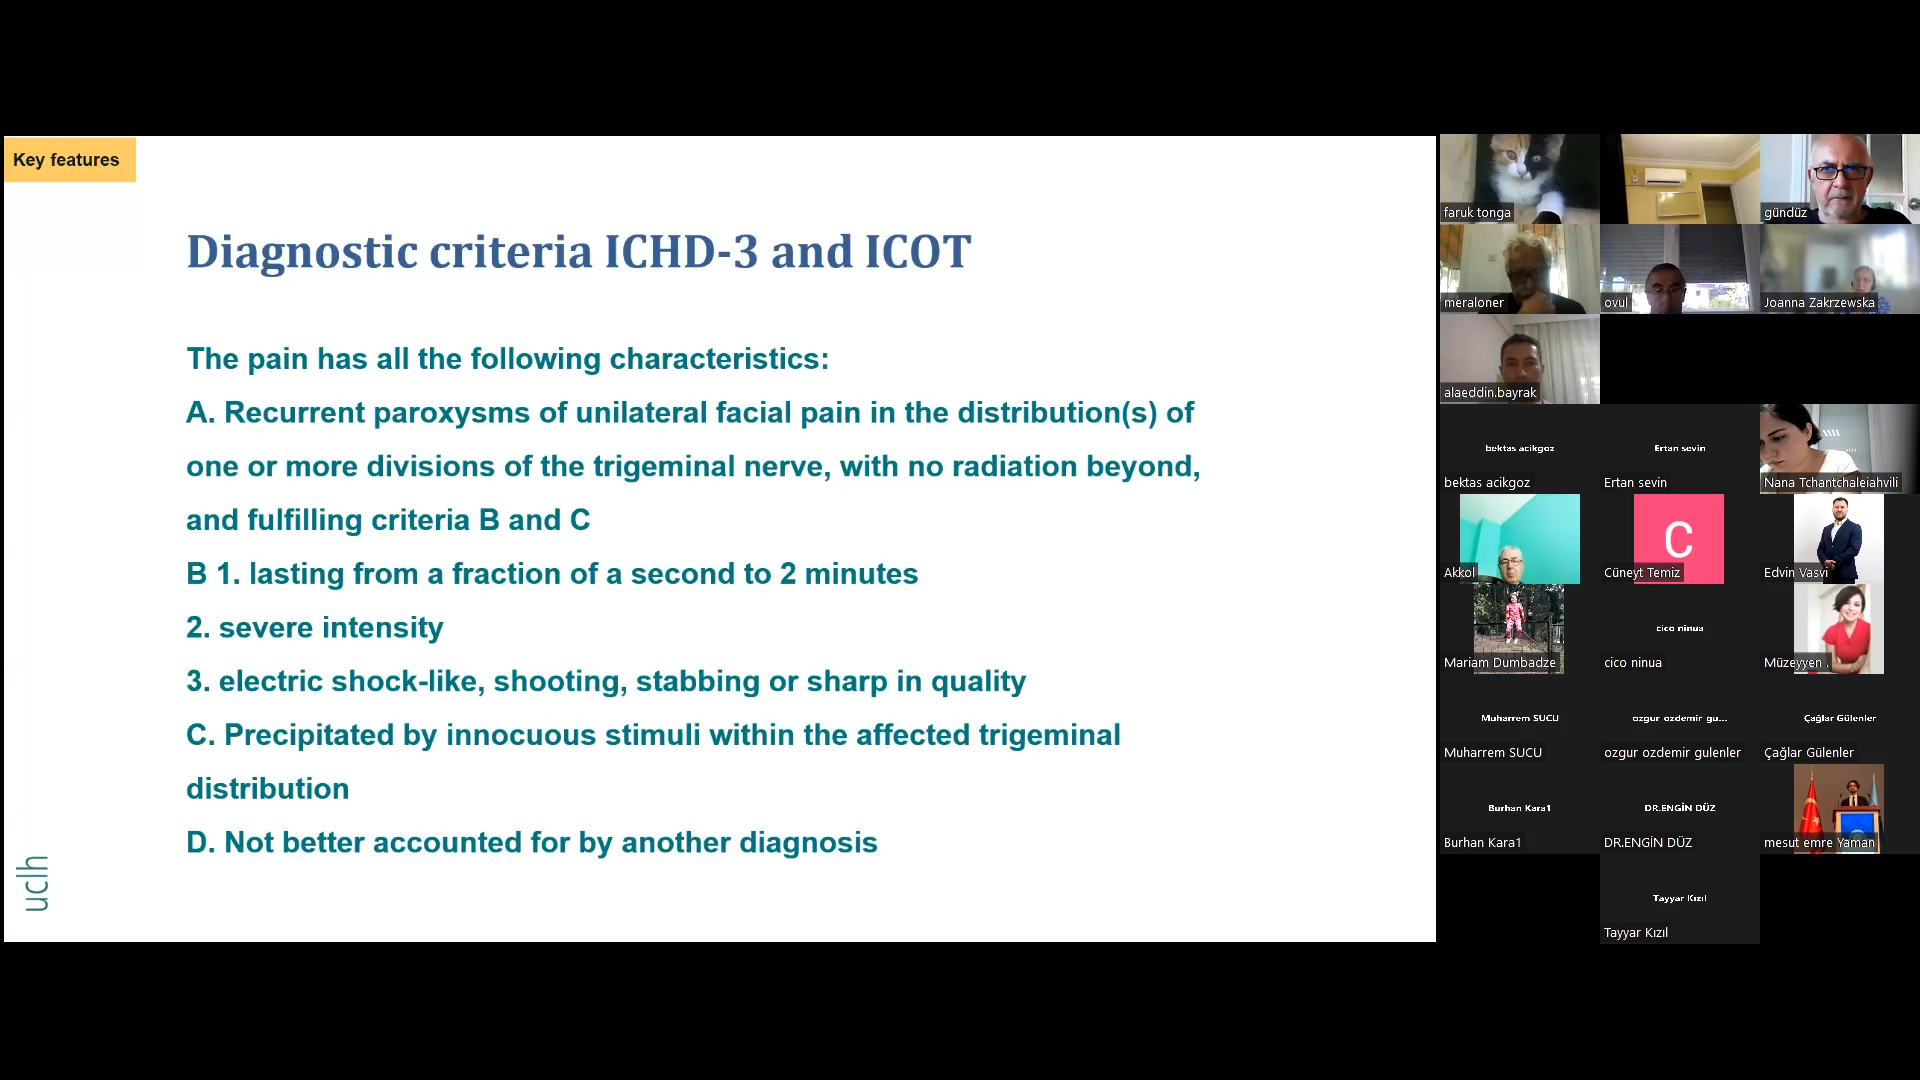 Key features
Diagnostic criteria ICHD-3 and ICOT
The pain has all the following characteristics:
A. Recurrent paroxysms of unilateral facial pain in the distribution(s) of
one or more divisions of the trigeminal nerve, with no radiation beyond,
and fulfilling criteria B and C
B 1. lasting from a fraction of a second to 2 minutes
2. severe intensity
3. electric shock-like, shooting, stabbing or sharp in quality
C. Precipitated by innocuous stimuli within the affected trigeminal
distribution
D. Not better accounted for by another diagnosis
uclh
faruk tonga
gündüz
meraloner
ovul
Joanna Zakrzewska
alaeddin.bayrak
bektas acikgoz
bektas acikgoz
Ertan sevin
Ertan sevin
Nana Tchantchaleiahvili
Akkol
C
Cüneyt Temiz
Edvin Vasvi
Mariam Dumbadze
cico ninua
cico ninua
Müzeyyen .
Muharrem SUCU
Muharrem SUCU
ozgur ozdemir gu...
ozgur ozdemir gulenler
Çağlar Gülenler
Çağlar Gülenler
Burhan Kara1
Burhan Kara1
DR.ENGİN DÜZ
DR.ENGİN DÜZ
mesut emre Yaman
Tayyar Kızıl
Tayyar Kızıl